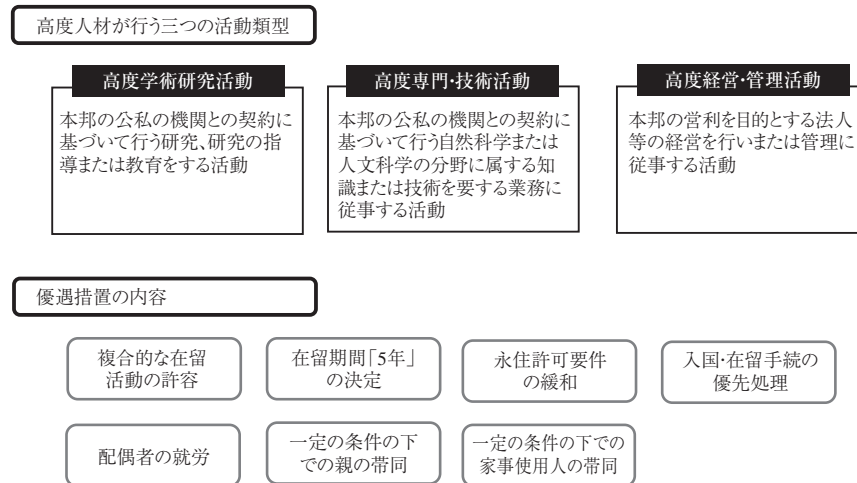 高度人材が行う三つの活動類型
高度学術研究活動
本邦の公私の機関との契約に
基づいて行う研究、研究の指
導または教育をする活動
高度専門・技術活動
本邦の公私の機関との契約に
基づいて行う自然科学または
人文科学の分野に属する知
識または技術を要する業務に
従事する活動
高度経営・管理活動
本邦の営利を目的とする法人
等の経営を行いまたは管理に
従事する活動
優遇措置の内容
複合的な在留
活動の許容
在留期間「5年」
の決定
永住許可要件
の緩和
入国・在留手続の
優先処理
配偶者の就労
一定の条件の下
での親の帯同
一定の条件の下での
家事使用人の帯同